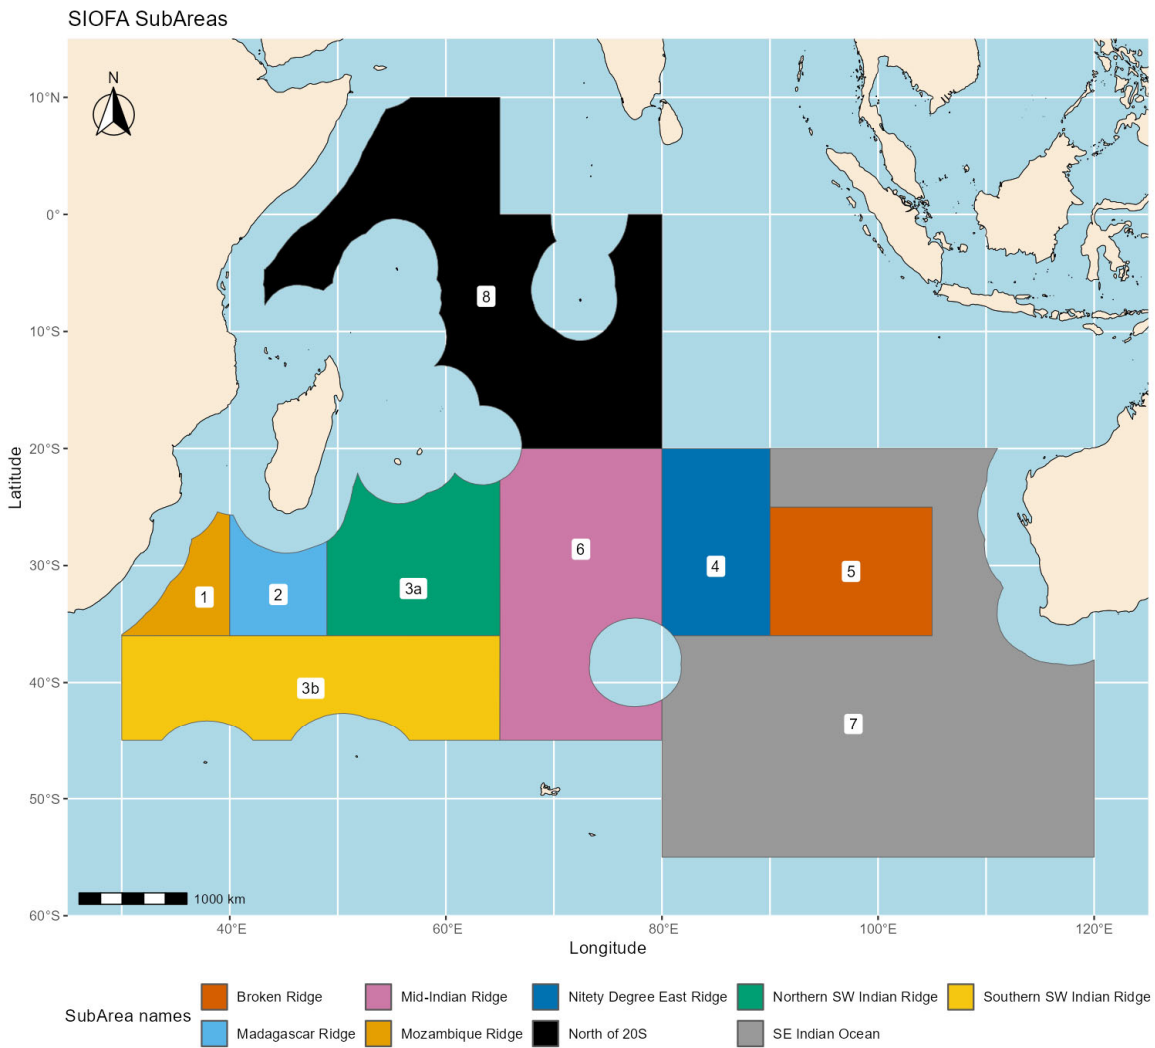 SIOFA SubAreas
N
10°N
0°
10°S
20°S
30°S
40°S
50°S
60°S
Latitude
8
6
4
5
1
2
3a
3b
7
1000 km
40°E
60°E
80°E
100°E
120°E
Longitude
SubArea names
Broken Ridge
Mid-Indian Ridge
Nitety Degree East Ridge
Northern SW Indian Ridge
Southern SW Indian Ridge
Madagascar Ridge
Mozambique Ridge
North of 20S
SE Indian Ocean